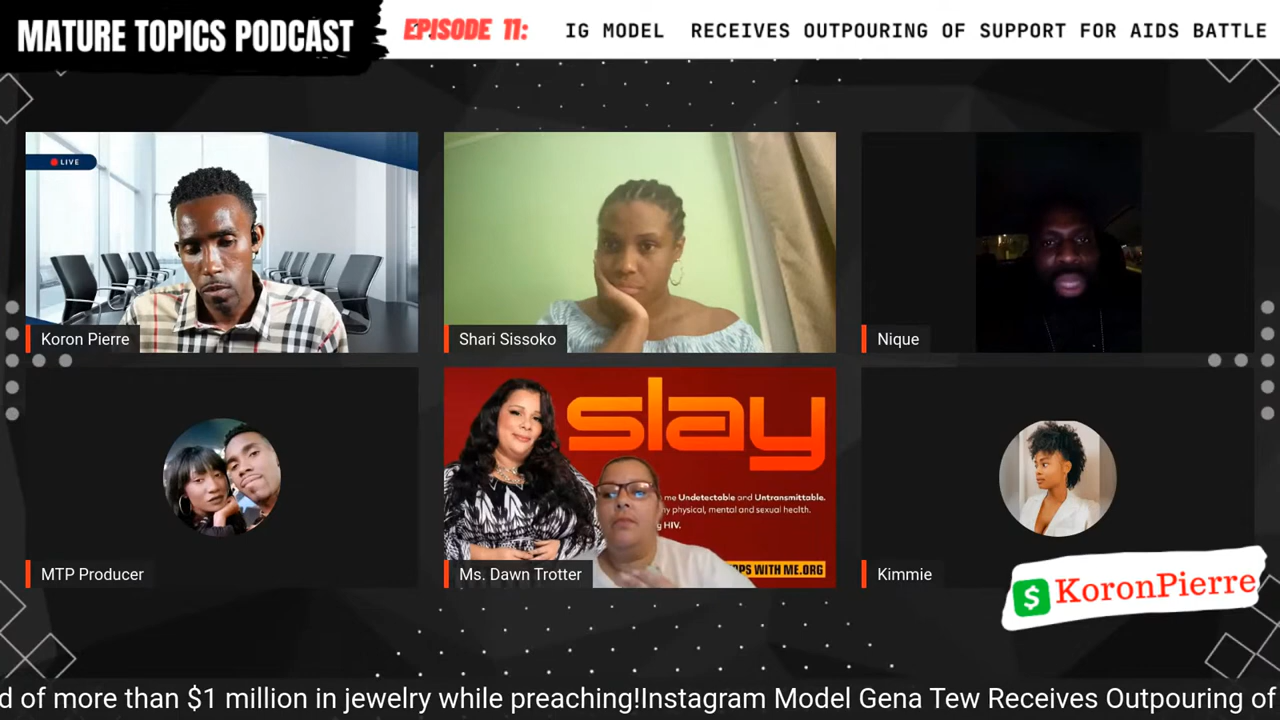 MATURE TOPICS PODCAST
EPISODE 11:
IG MODEL RECEIVES OUTPOURING OF SUPPORT FOR AIDS BATTLE
LIVE
Koron Pierre
Shari Sissoko
Nique
MTP Producer
slay
me Undetectable and Untransmittable.
physical, mental and sexual health.
HIV.
OPS WITH ME.ORG
Ms. Dawn Trotter
Kimmie
$ KoronPierre
d of more than $1 million in jewelry while preaching!Instagram Model Gena Tew Receives Outpouring of